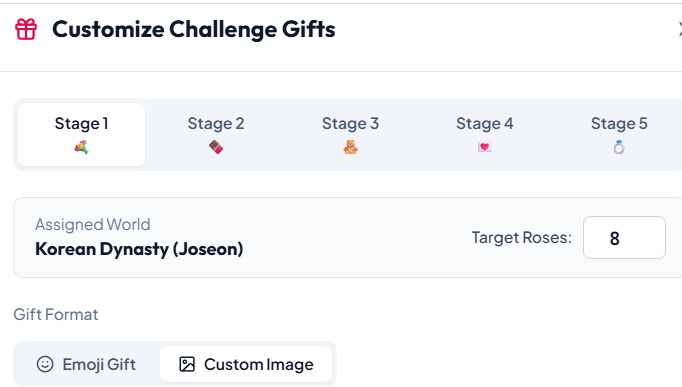 Customize Challenge Gifts
Stage 1
Stage 2
Stage 3
Stage 4
Stage 5
Assigned World
Korean Dynasty (Joseon)
Target Roses: 8
Gift Format
Emoji Gift
Custom Image